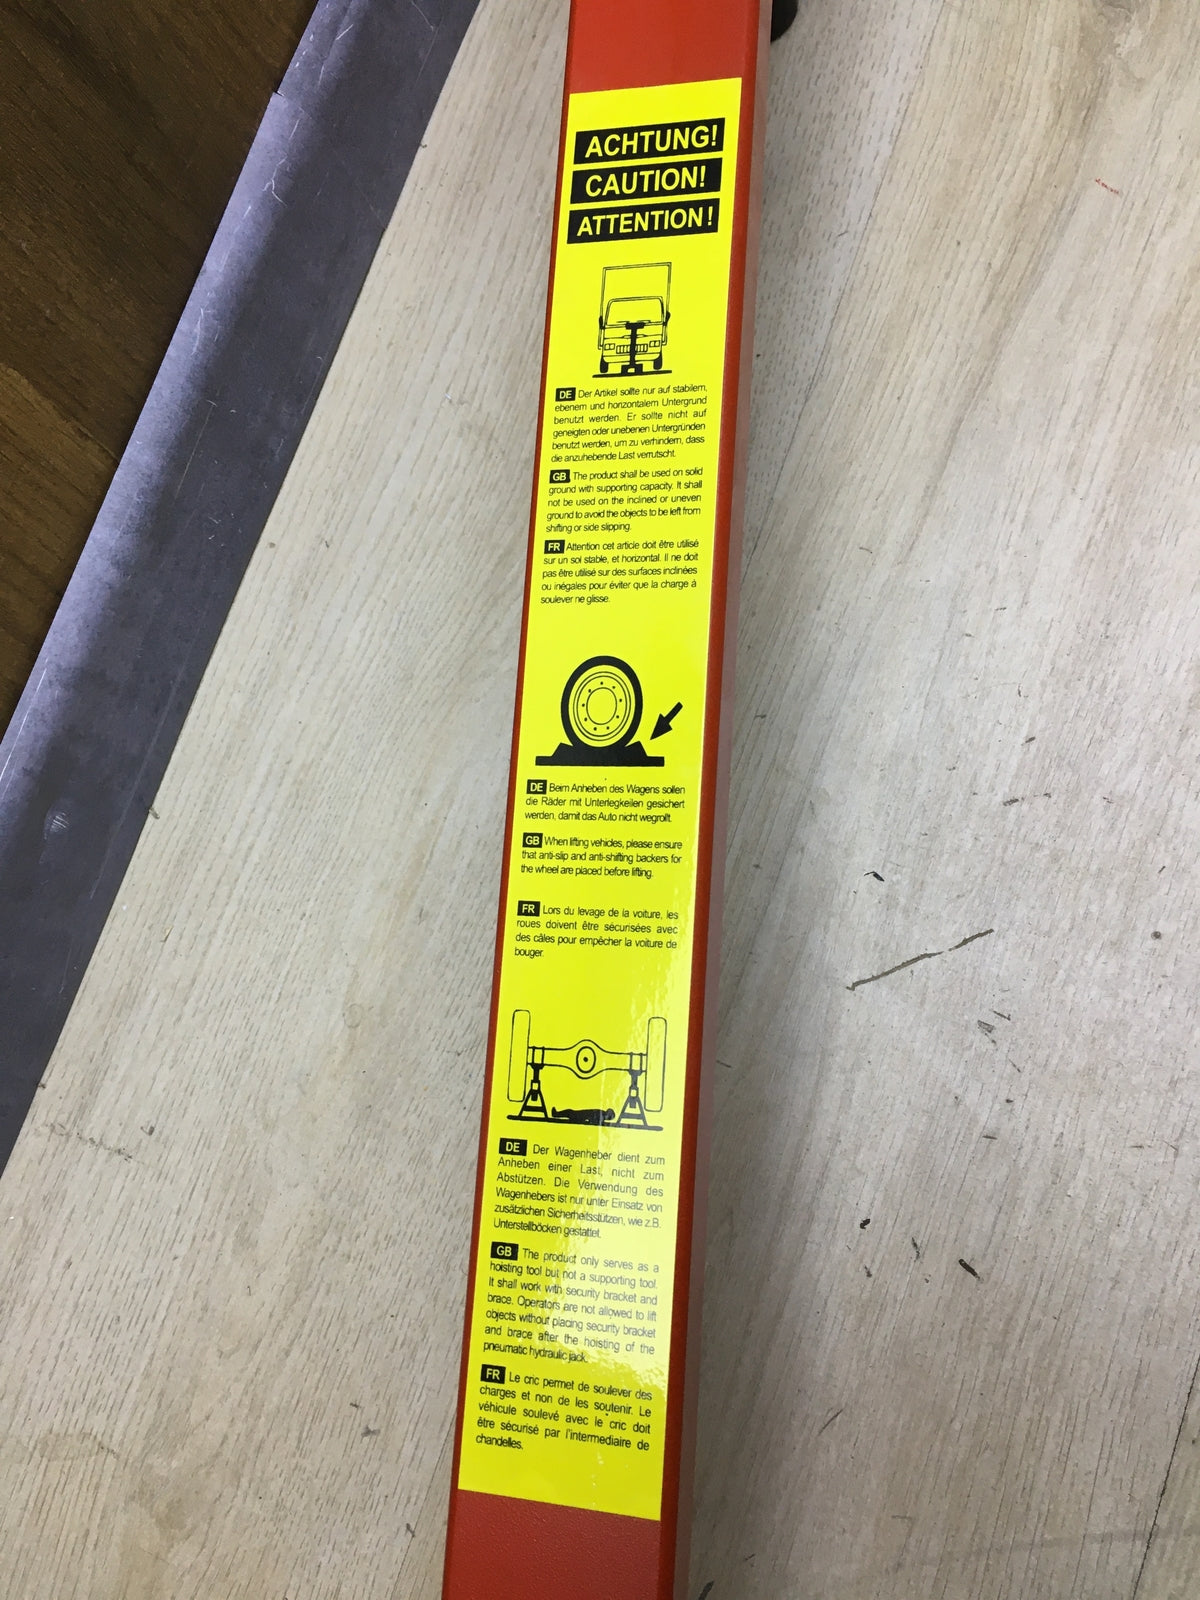 ACHTUNG!
CAUTION!
ATTENTION!
DE Der Artikel sollte nur auf stabilem,
ebenem und horizontalem Untergrund
benutzt werden. Er sollte nicht auf
geneigten oder unebenen Untergründen
benutzt werden, um zu verhindern, dass
die anzuhebende Last verrutscht.
GB The product shall be used on solid
ground with supporting capacity. It shall
not be used on the inclined or uneven
ground to avoid the objects to be left from
shifting or side slipping.
FR Attention cet article doit être utilisé
sur un sol stable, et horizontal. Il ne doit
pas être utilisé sur des surfaces inclinées
ou inégales pour éviter que la charge à
soulever ne glisse.
DE Beim Anheben des Wagens sollen
die Räder mit Unterlegkeilen gesichert
werden, damit das Auto nicht wegrollt.
GB When lifting vehicles, please ensure
that anti-slip and anti-shifting backers for
the wheel are placed before lifting.
FR Lors du levage de la voiture, les
roues doivent être sécurisées avec
des câles pour empêcher la voiture de
bouger.
DE Der Wagenheber dient zum
Anheben einer Last, nicht zum
Abstützen. Die Verwendung des
Wagenhebers ist nur unter Einsatz von
zusätzlichen Sicherheitsstützen, wie z.B.
Unterstellböcken gestattet.
GB The product only serves as a
hoisting tool but not a supporting tool.
It shall work with security bracket and
brace. Operators are not allowed to lift
objects without placing security bracket
and brace after the hoisting of the
pneumatic hydraulic jack.
FR Le cric permet de soulever des
charges et non de les soutenir. Le
véhicule soulevé avec le cric doit
être sécurisé par l'intermediaire de
chandelles.